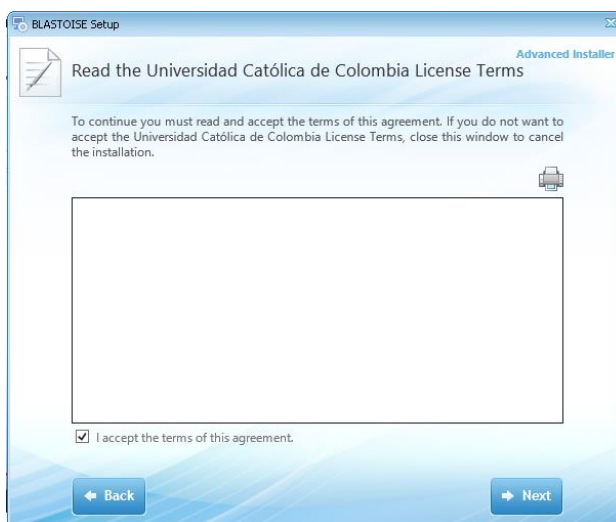 BLASTOISE Setup
Advanced Installer
Read the Universidad Católica de Colombia License Terms
To continue you must read and accept the terms of this agreement. If you do not want to
accept the Universidad Católica de Colombia License Terms, close this window to cancel
the installation.
I accept the terms of this agreement.
Back
Next